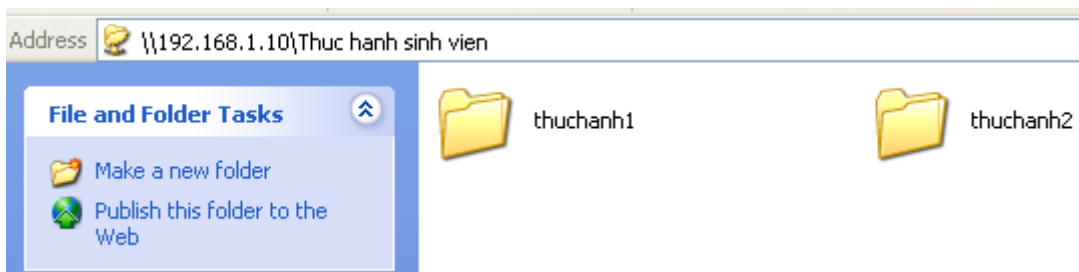 Address \\192.168.1.10\Thuc hanh sinh vien
File and Folder Tasks
Make a new folder
Publish this folder to the
Web
thuchanh1
thuchanh2